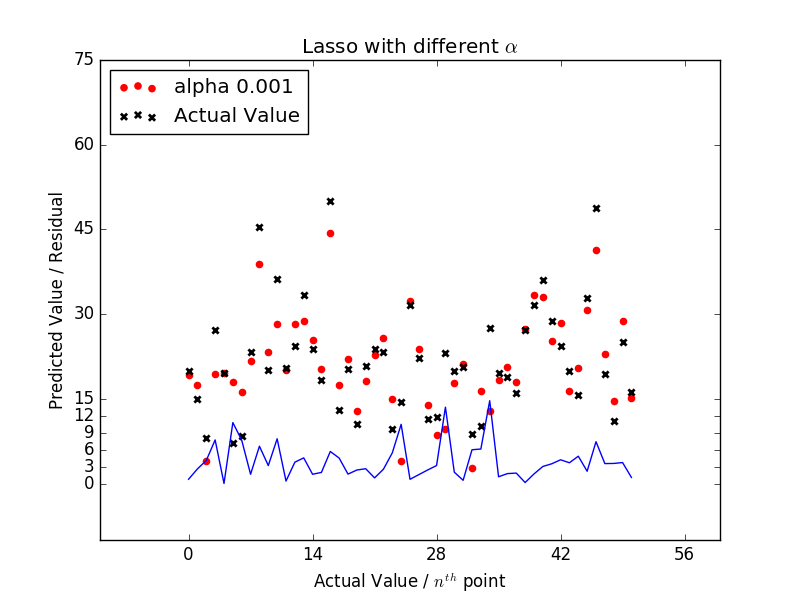 Lasso with different α
alpha 0.001
Actual Value
Predicted Value / Residual
75
60
45
30
15
12
9
6
3
0
0 14 28 42 56
Actual Value / nᵗʰ point